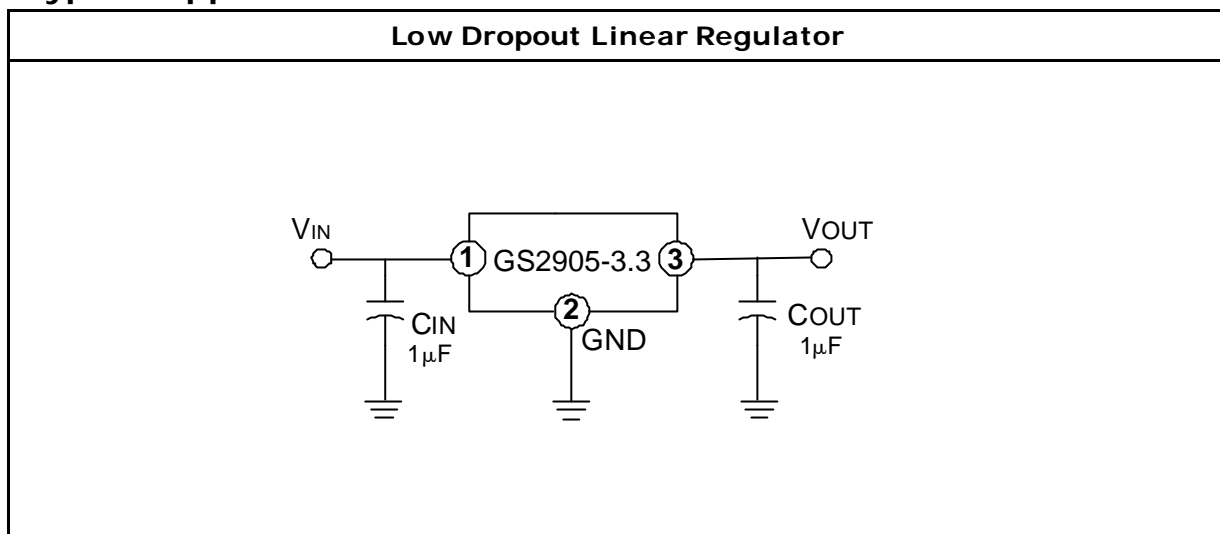 Low Dropout Linear Regulator
VIN
VOUT
1
GS2905-3.3
3
2
CIN
1μF
GND
COUT
1μF